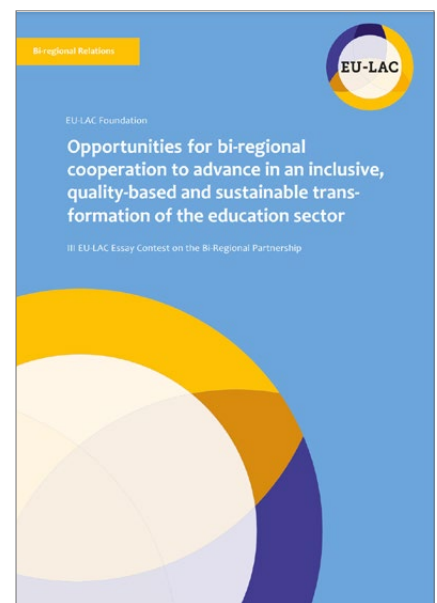 Bi-regional Relations
EU-LAC
EU-LAC Foundation
Opportunities for bi-regional
cooperation to advance in an inclusive,
quality-based and sustainable trans-
formation of the education sector
III EU-LAC Essay Contest on the Bi-Regional Partnership